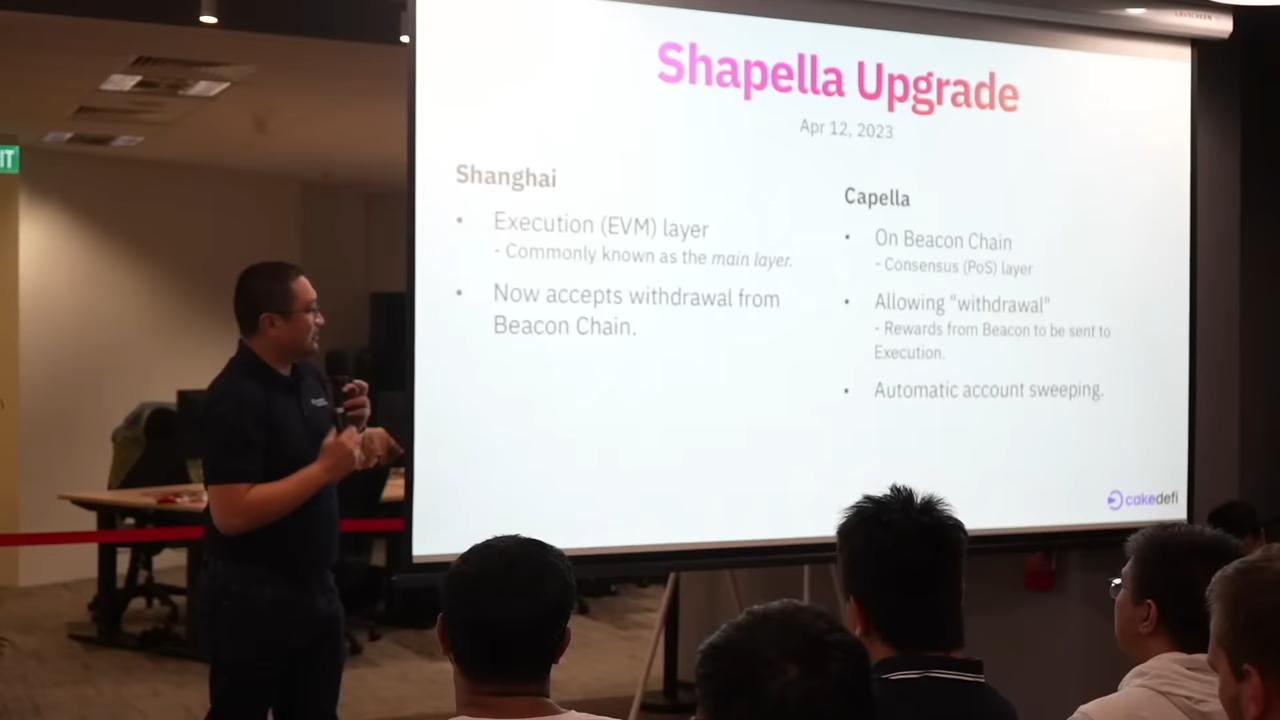 IT
Shapella Upgrade
Apr 12, 2023
Shanghai
• Execution (EVM) layer
- Commonly known as the main layer.
• Now accepts withdrawal from
Beacon Chain.
Capella
• On Beacon Chain
- Consensus (PoS) layer
• Allowing "withdrawal"
- Rewards from Beacon to be sent to
Execution.
• Automatic account sweeping.
cakedefi